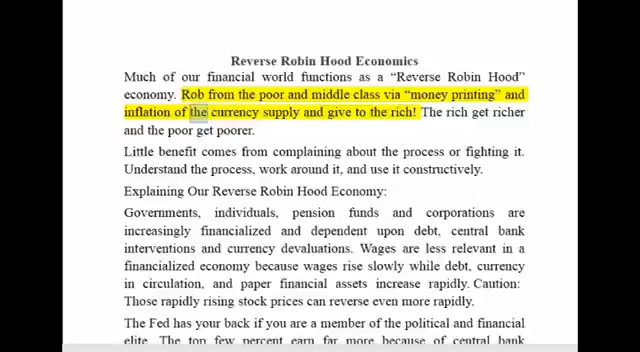 Reverse Robin Hood Economics
Much of our financial world functions as a “Reverse Robin Hood”
economy. Rob from the poor and middle class via “money printing” and
inflation of the currency supply and give to the rich! The rich get richer
and the poor get poorer.
Little benefit comes from complaining about the process or fighting it.
Understand the process, work around it, and use it constructively.
Explaining Our Reverse Robin Hood Economy:
Governments, individuals, pension funds and corporations are
increasingly financialized and dependent upon debt, central bank
interventions and currency devaluations. Wages are less relevant in a
financialized economy because wages rise slowly while debt, currency
in circulation, and paper financial assets increase rapidly. Caution:
Those rapidly rising stock prices can reverse even more rapidly.
The Fed has your back if you are a member of the political and financial
elite. The top few percent earn far more because of central bank